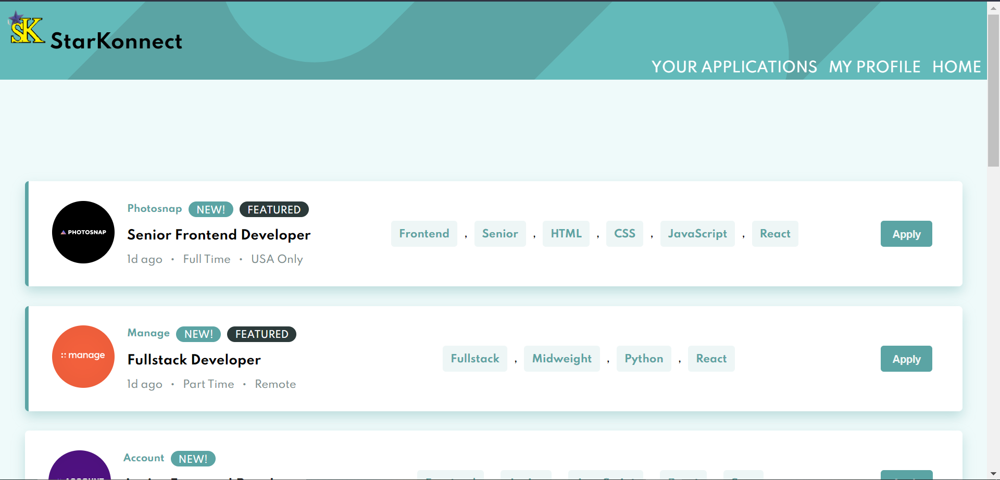 SK StarKonnect
YOUR APPLICATIONS MY PROFILE HOME
PHOTOSNAP
Photosnap NEW! FEATURED
Senior Frontend Developer
1d ago • Full Time • USA Only
Frontend , Senior , HTML , CSS , JavaScript , React
Apply
manage
Manage NEW! FEATURED
Fullstack Developer
1d ago • Part Time • Remote
Fullstack , Midweight , Python , React
Apply
Account NEW!